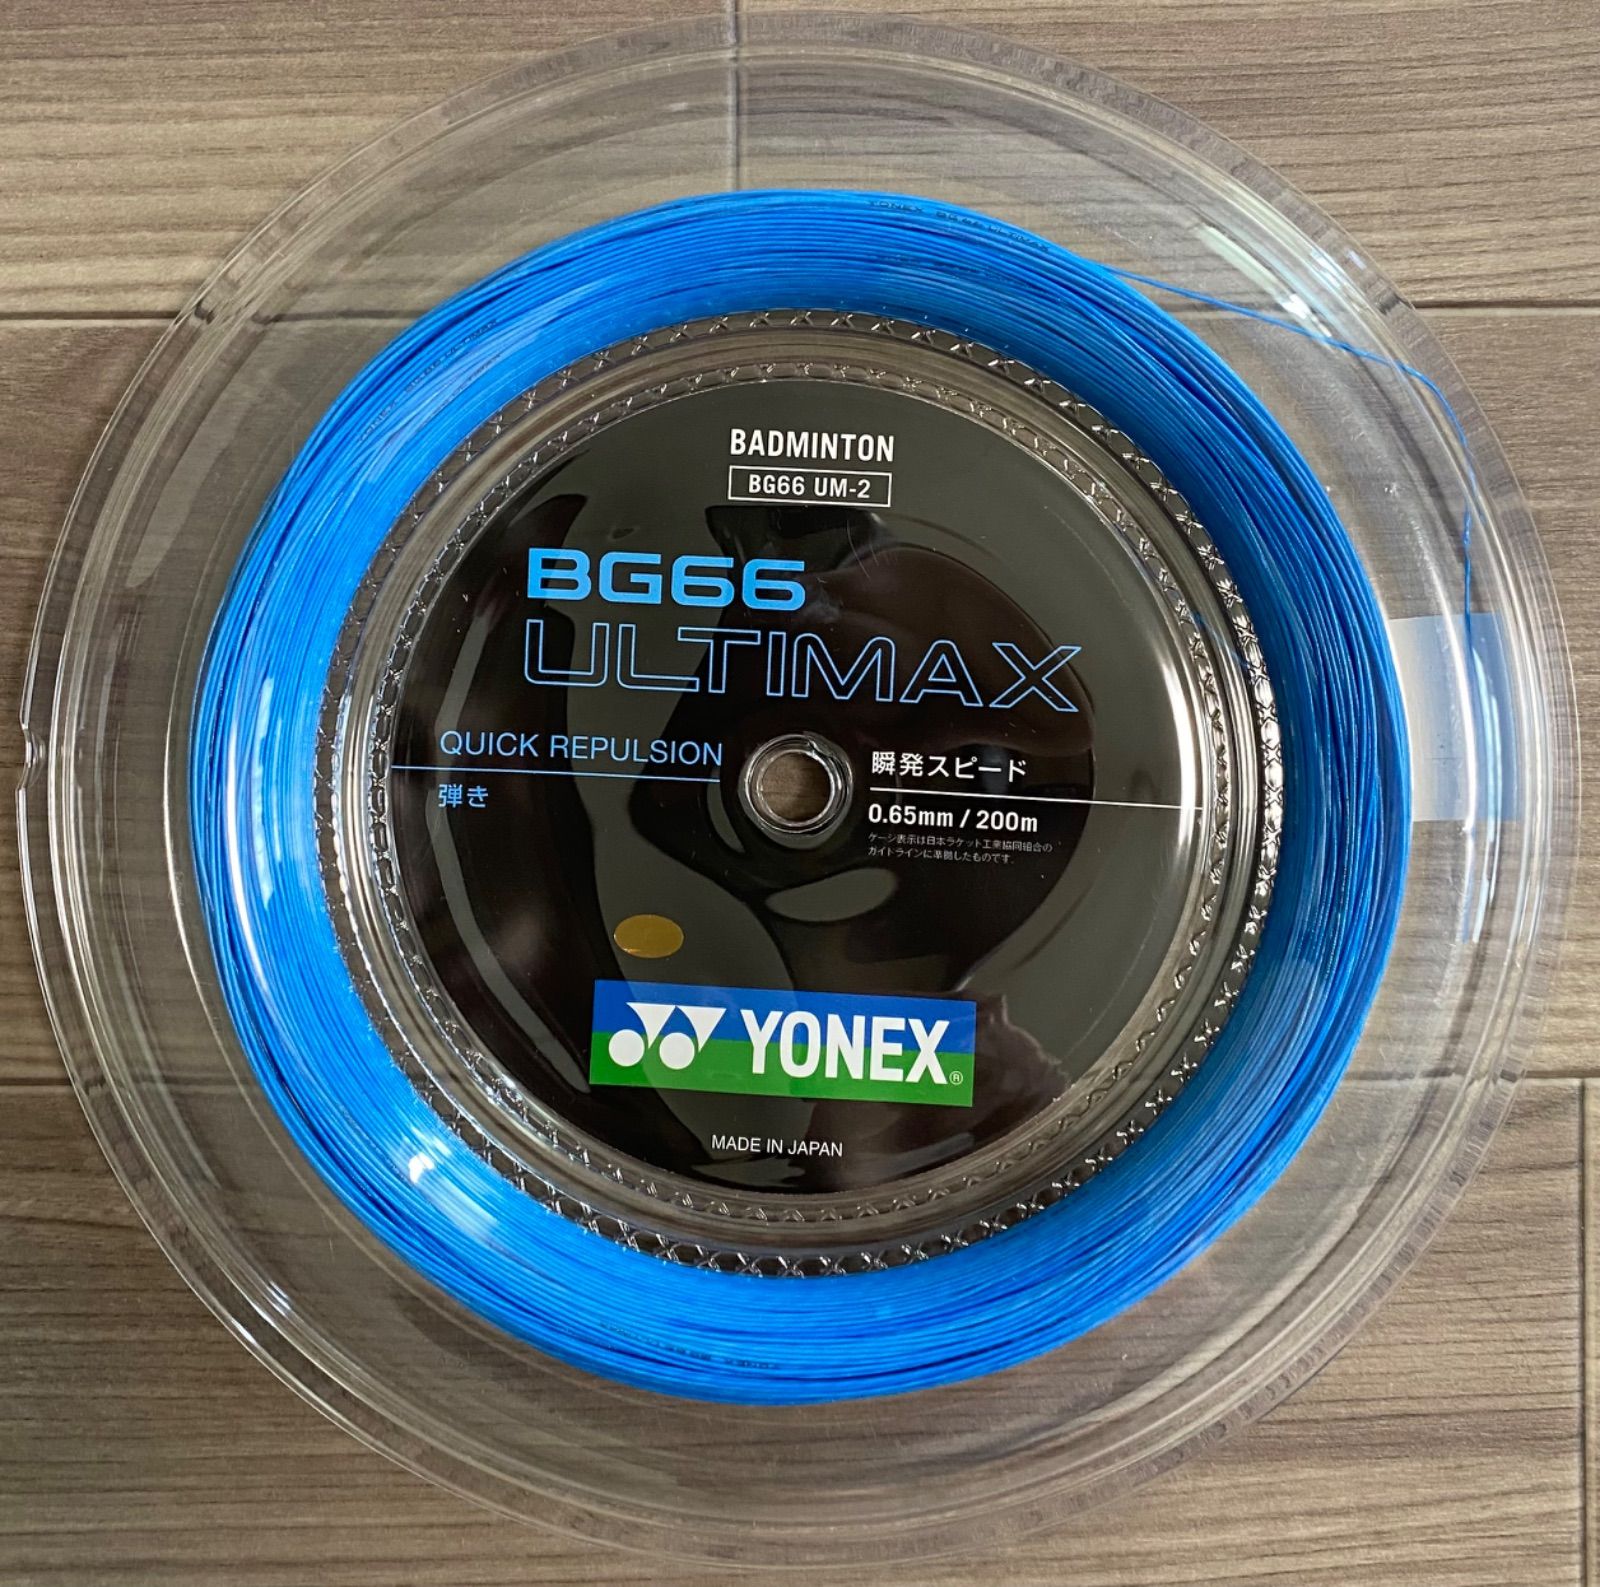 YONEX BG66 ULTIMAX
BADMINTON
BG66 UM-2
BG66
ULTIMAX
QUICK REPULSION
弾き
瞬発スピード
0.65mm / 200m
ゲージ表示は日本ラケット工業協同組合の
ガイドラインに準拠したものです。
YONEX®
MADE IN JAPAN